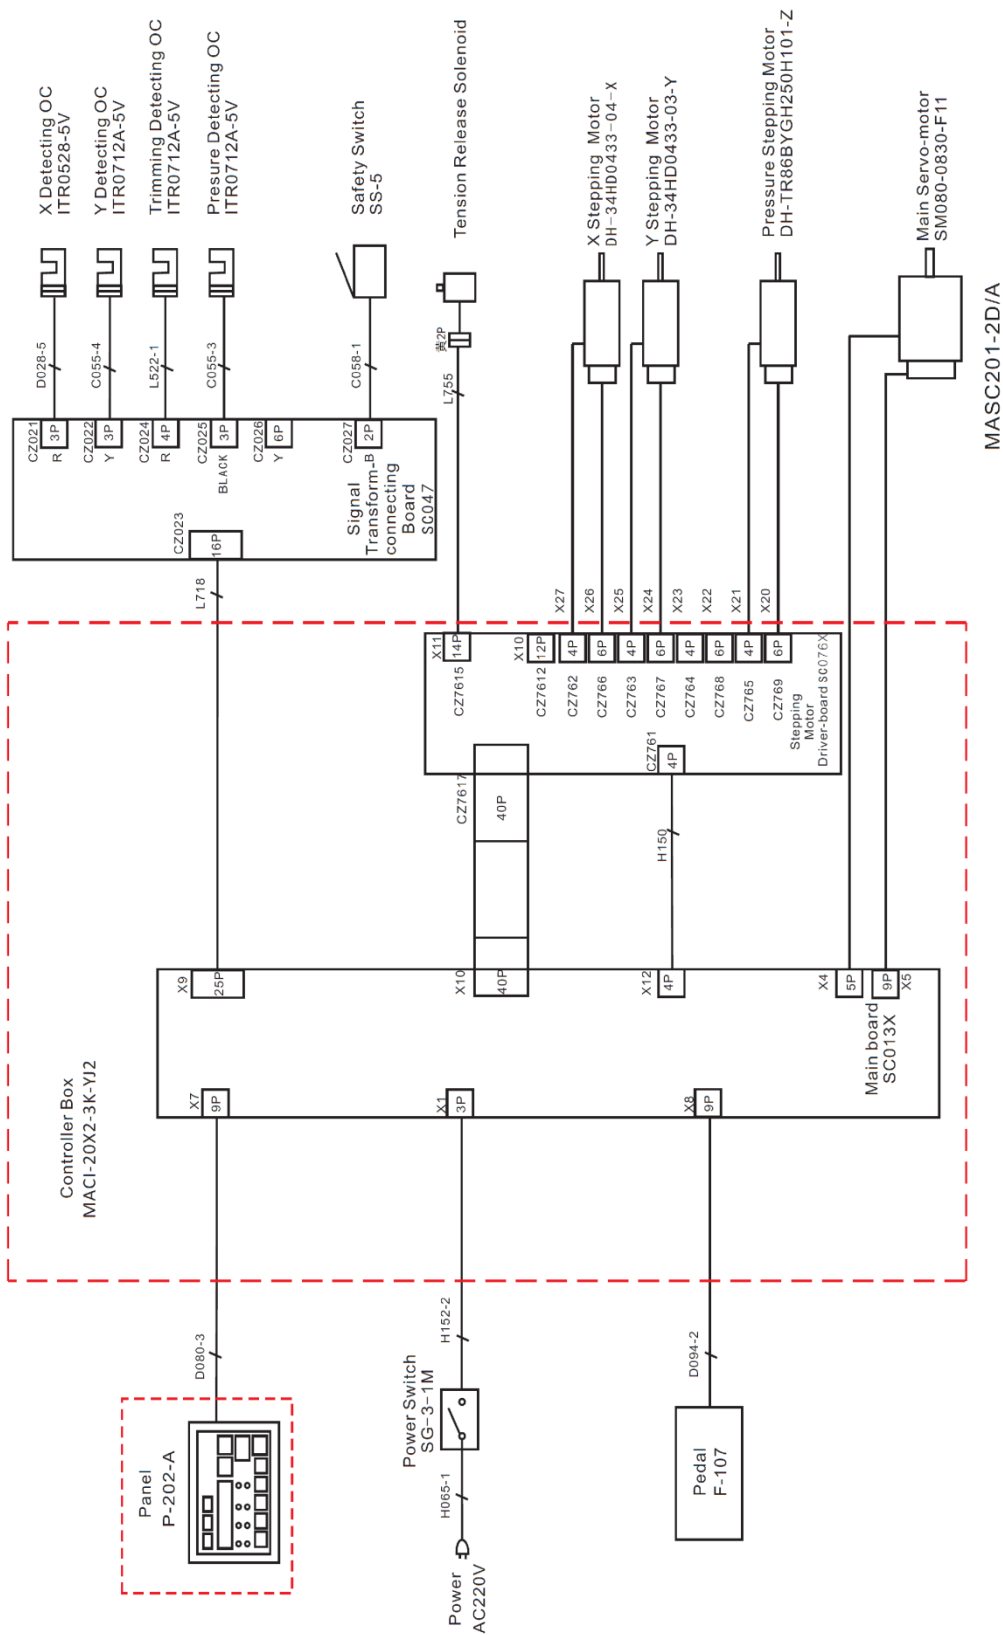 X Detecting OC
ITR0528-5V
Y Detecting OC
ITR0712A-5V
Trimming Detecting OC
ITR0712A-5V
Presure Detecting OC
ITR0712A-5V
Safety Switch
SS-5
Tension Release Solenoid
X Stepping Motor
DH-34HD0433-04-X
Y Stepping Motor
DH-34HD0433-03-Y
Pressure Stepping Motor
DH-TR86BYGH250H101-Z
Main Servo-motor
SM080-0830-F11
MASC201-2D/A
D028-5
C055-4
L522-1
C055-3
C058-1
黄2P
L755
CZ021
3P
R
CZ022
3P
Y
CZ024
4P
R
CZ025
3P
BLACK
CZ026
6P
Y
CZ027
2P
B
CZ023
16P
Signal
Transform-
connecting
Board
SC047
L718
X27
X26
X25
X24
X23
X22
X21
X20
X11
14P
CZ7615
X10
12P
CZ7612
4P
CZ762
6P
CZ766
4P
CZ763
6P
CZ767
4P
CZ764
6P
CZ768
4P
CZ765
6P
CZ769
Stepping
Motor
Driver-board SC076X
CZ7617
40P
CZ761
4P
H150
X9
25P
X10
40P
X12
4P
X4
5P
9P
X5
Main board
SC013X
X7
9P
X1
3P
X8
9P
Controller Box
MACI-20X2-3K-YJ2
D080-3
H152-2
D094-2
Panel
P-202-A
Power Switch
SG-3-1M
H065-1
Power
AC220V
Pedal
F-107